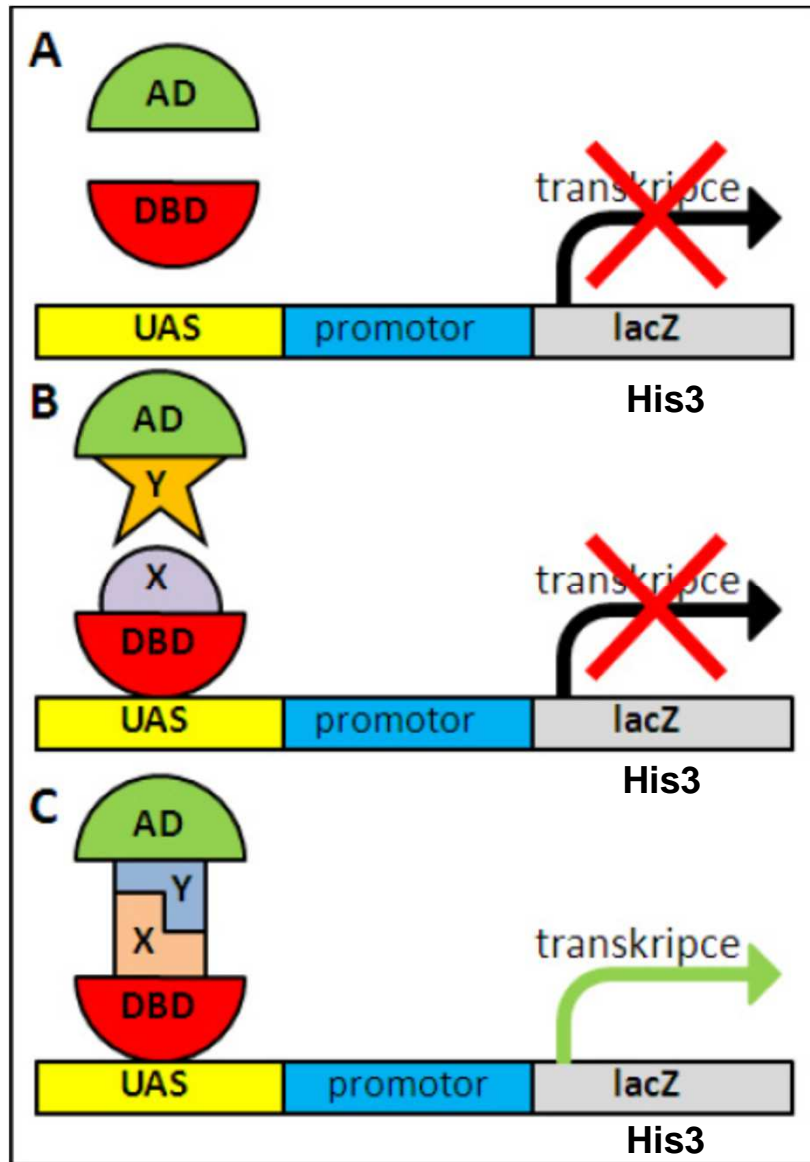 A
AD
DBD
transkripce
UAS promotor lacZ
His3
B
AD
Y
X
DBD
transkripce
UAS promotor lacZ
His3
C
AD
Y
X
DBD
transkripce
UAS promotor lacZ
His3